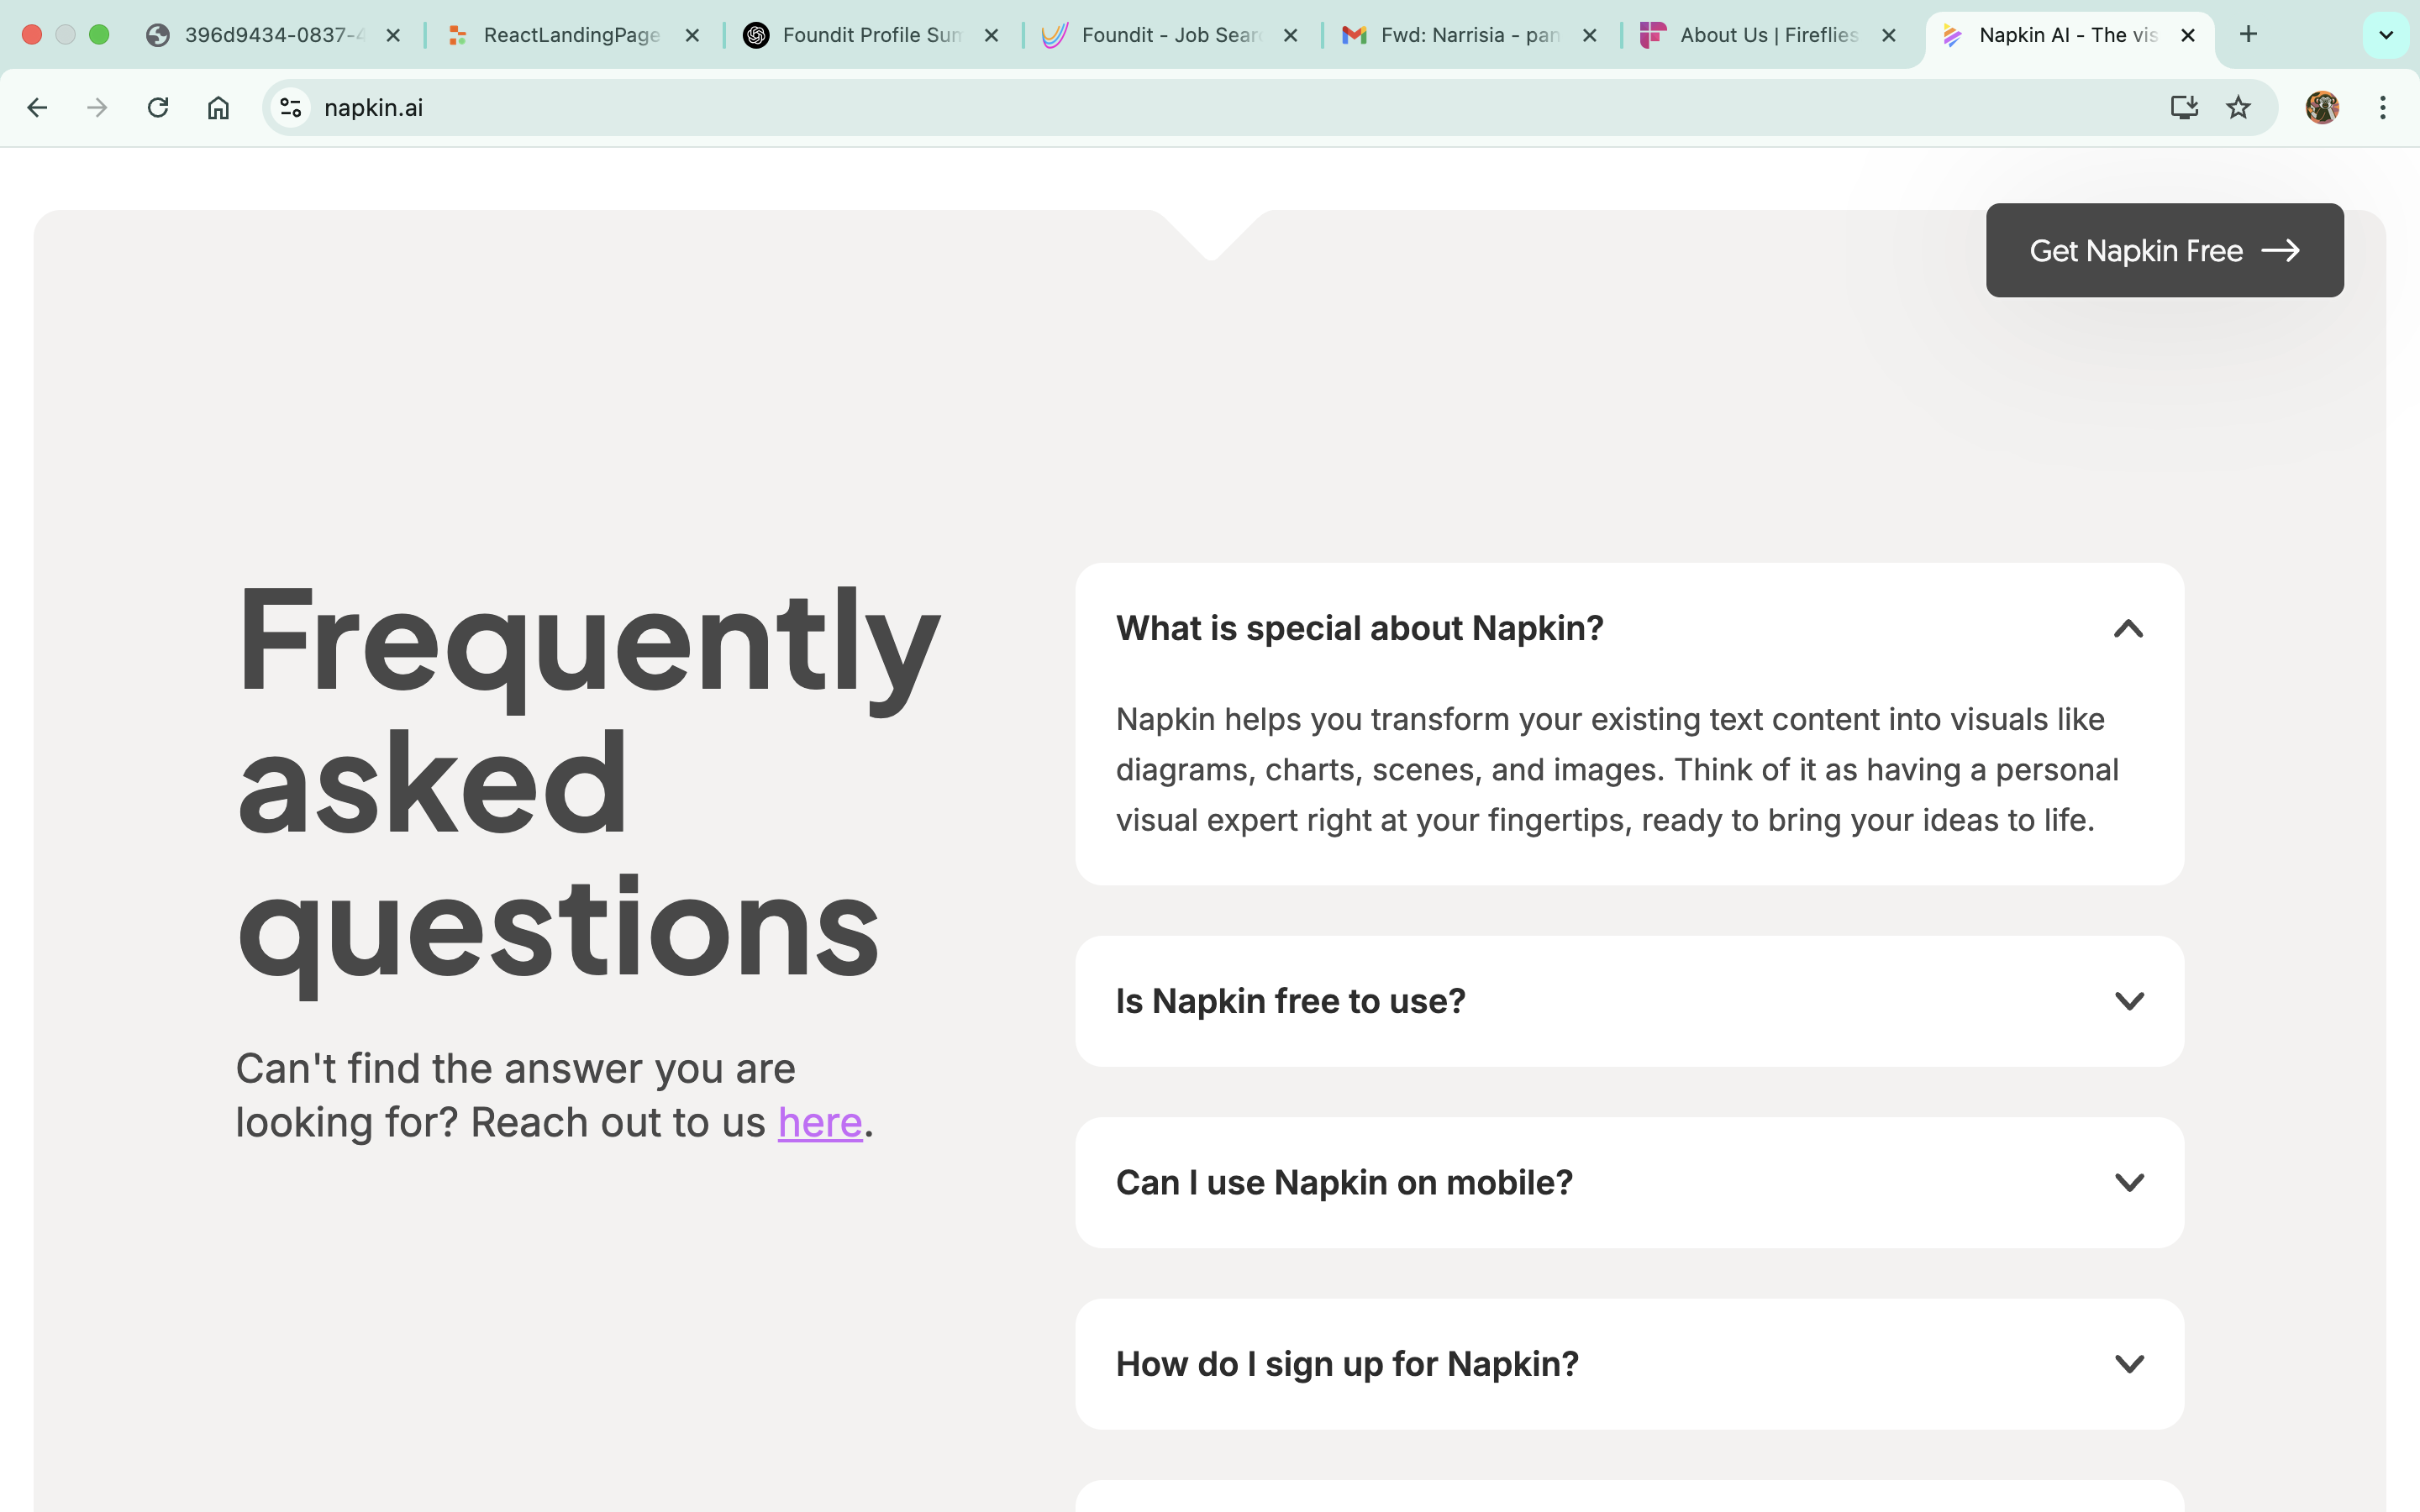 396d9434-0837-4
ReactLandingPage
Foundit Profile Sum
Foundit - Job Sear
Fwd: Narrisia - pan
About Us | Fireflies
Napkin AI - The vis
napkin.ai
Get Napkin Free
Frequently
asked
questions
Can't find the answer you are
looking for? Reach out to us here.
What is special about Napkin?
Napkin helps you transform your existing text content into visuals like
diagrams, charts, scenes, and images. Think of it as having a personal
visual expert right at your fingertips, ready to bring your ideas to life.
Is Napkin free to use?
Can I use Napkin on mobile?
How do I sign up for Napkin?